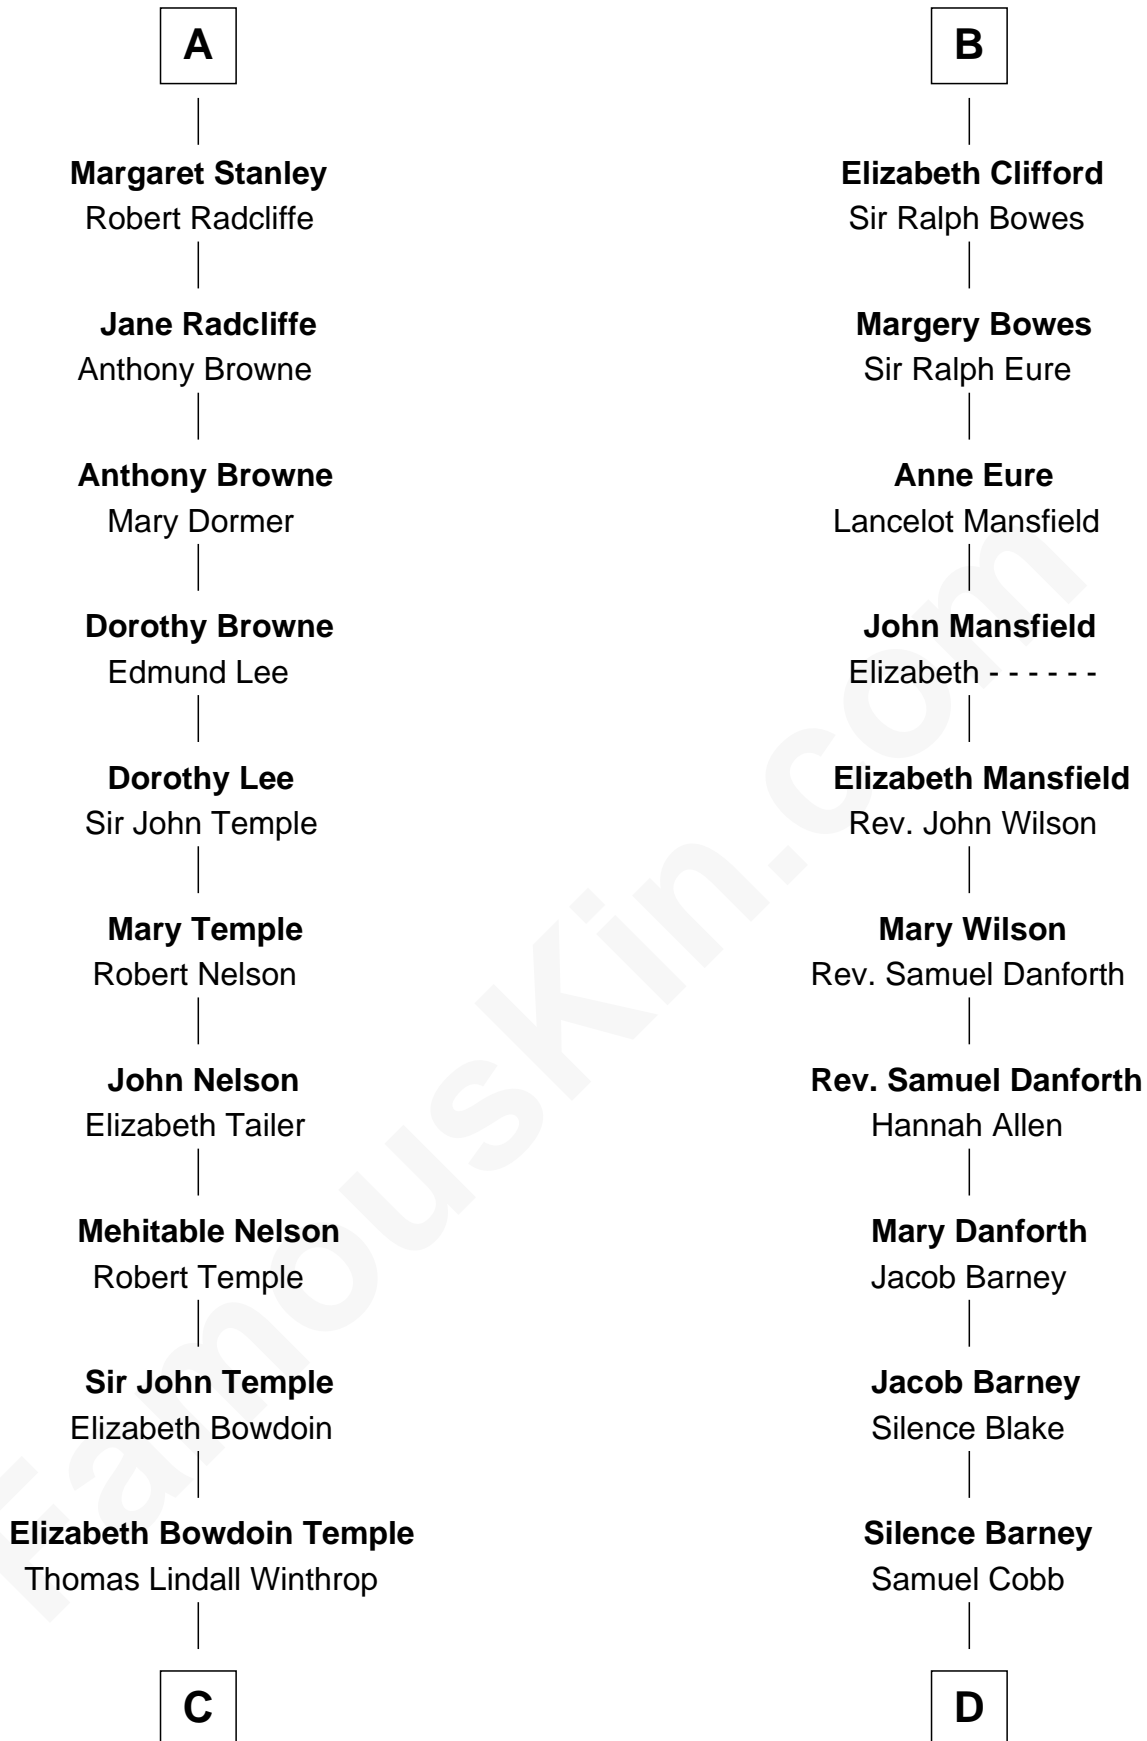 A
Margaret Stanley
Robert Radcliffe
Jane Radcliffe
Anthony Browne
Anthony Browne
Mary Dormer
Dorothy Browne
Edmund Lee
Dorothy Lee
Sir John Temple
Mary Temple
Robert Nelson
John Nelson
Elizabeth Tailer
Mehitable Nelson
Robert Temple
Sir John Temple
Elizabeth Bowdoin
Elizabeth Bowdoin Temple
Thomas Lindall Winthrop
C
B
Elizabeth Clifford
Sir Ralph Bowes
Margery Bowes
Sir Ralph Eure
Anne Eure
Lancelot Mansfield
John Mansfield
Elizabeth - - - - - -
Elizabeth Mansfield
Rev. John Wilson
Mary Wilson
Rev. Samuel Danforth
Rev. Samuel Danforth
Hannah Allen
Mary Danforth
Jacob Barney
Jacob Barney
Silence Blake
Silence Barney
Samuel Cobb
D
FamousKin.com